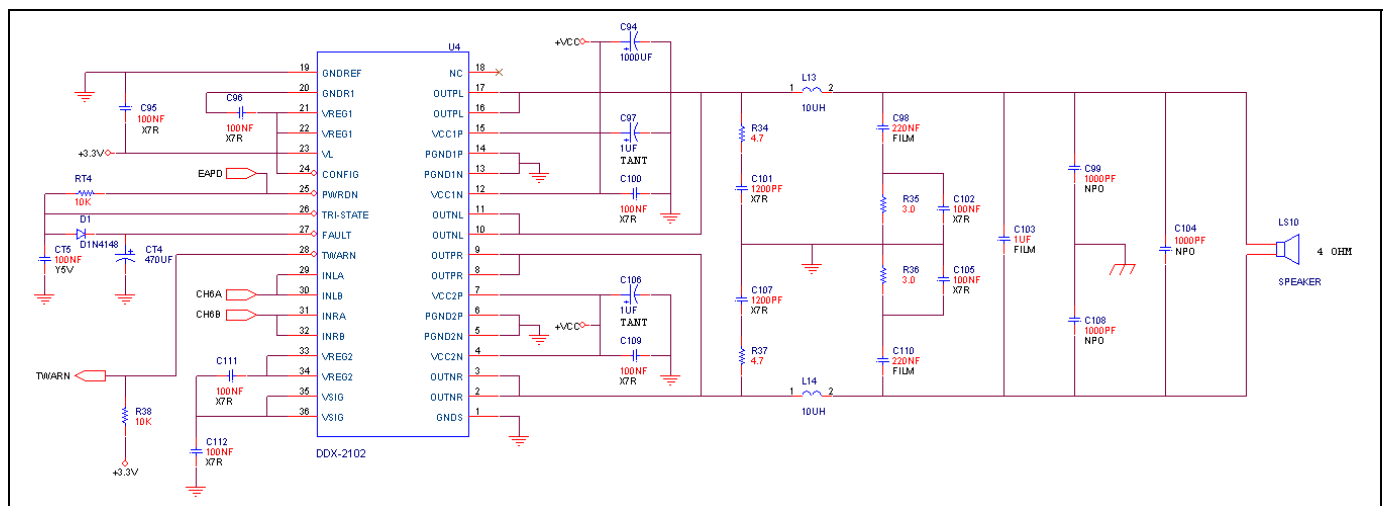 U4
DDX-2102
19 GNDREF
20 GNDR1
21 VREG1
22 VREG1
23 VL
24 CONFIG
25 PWRDN
26 TRI-STATE
27 FAULT
28 TWARN
29 INLA
30 INLB
31 INRA
32 INRB
33 VREG2
34 VREG2
35 VSIG
36 VSIG
NC 18
OUTPL 17
OUTPL 16
VCC1P 15
PGND1P 14
PGND1N 13
VCC1N 12
OUTNL 11
OUTNL 10
OUTPR 9
OUTPR 8
VCC2P 7
PGND2P 6
PGND2N 5
VCC2N 4
OUTNR 3
OUTNR 2
GNDS 1
C95
100NF
X7R
C96
100NF
X7R
+3.3V
EAPD
RT4
10K
D1
D1N4148
CT5
100NF
Y5V
CT4
470UF
CH6A
CH6B
TWARN
R38
10K
+3.3V
C111
100NF
X7R
C112
100NF
X7R
+VCC
C94
1000UF
C97
1UF
TANT
C100
100NF
X7R
C106
1UF
TANT
+VCC
C109
100NF
X7R
R34
4.7
C101
1200PF
X7R
C107
1200PF
X7R
R37
4.7
L13
1 2
10UH
L14
1 2
10UH
C98
220NF
FILM
R35
3.0
C102
100NF
X7R
R36
3.0
C105
100NF
X7R
C110
220NF
FILM
C103
1UF
FILM
C99
1000PF
NPO
C108
1000PF
NPO
C104
1000PF
NPO
LS10
4 OHM
SPEAKER